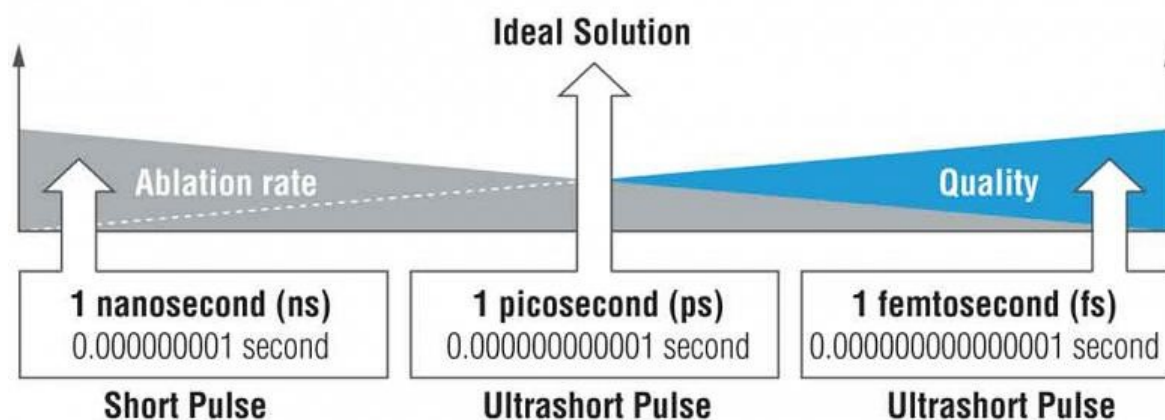 Ideal Solution
Ablation rate
Quality
1 nanosecond (ns)
0.000000001 second
1 picosecond (ps)
0.000000000001 second
1 femtosecond (fs)
0.000000000000001 second
Short Pulse
Ultrashort Pulse
Ultrashort Pulse